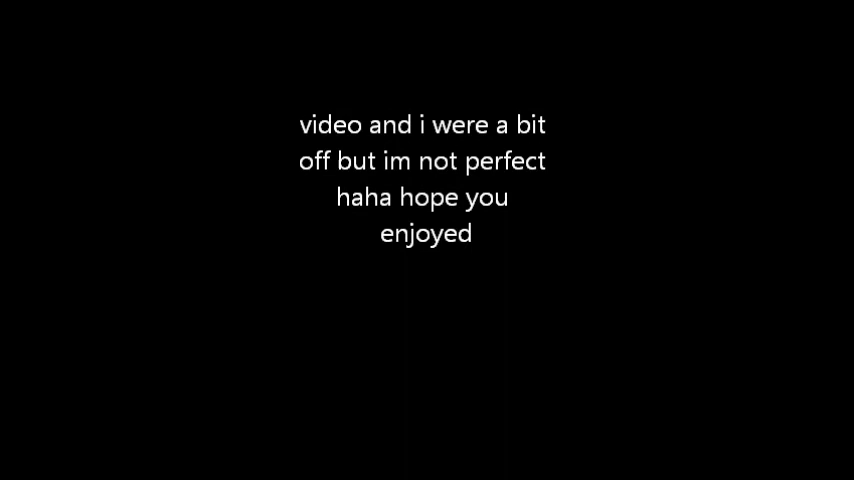 video and i were a bit
off but im not perfect
haha hope you
enjoyed